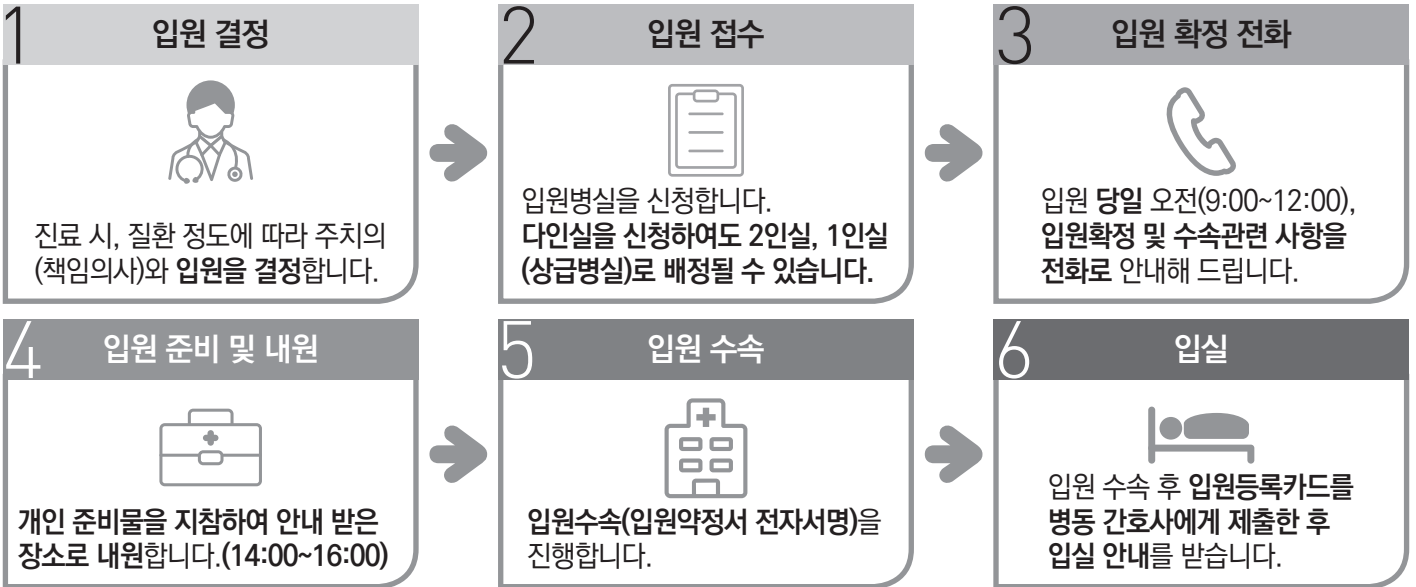 1 입원 결정
진료 시, 질환 정도에 따라 주치의
(책임의사)와 입원을 결정합니다.
2 입원 접수
입원병실을 신청합니다.
다인실을 신청하여도 2인실, 1인실
(상급병실)로 배정될 수 있습니다.
3 입원 확정 전화
입원 당일 오전(9:00~12:00),
입원확정 및 수속관련 사항을
전화로 안내해 드립니다.
4 입원 준비 및 내원
개인 준비물을 지참하여 안내 받은
장소로 내원합니다.(14:00~16:00)
5 입원 수속
입원수속(입원약정서 전자서명)을
진행합니다.
6 입실
입원 수속 후 입원등록카드를
병동 간호사에게 제출한 후
입실 안내를 받습니다.